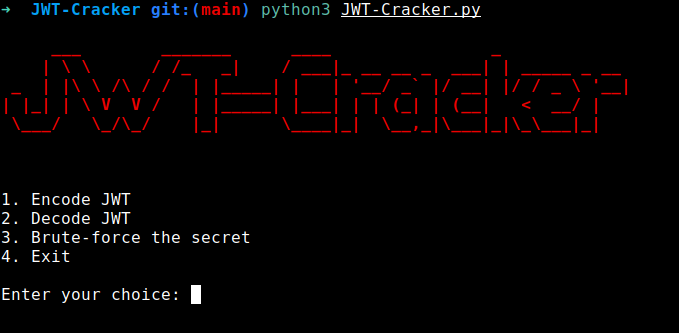 ➜ JWT-Cracker git:(main) python3 JWT-Cracker.py
JWT-Cracker
1. Encode JWT
2. Decode JWT
3. Brute-force the secret
4. Exit
Enter your choice: